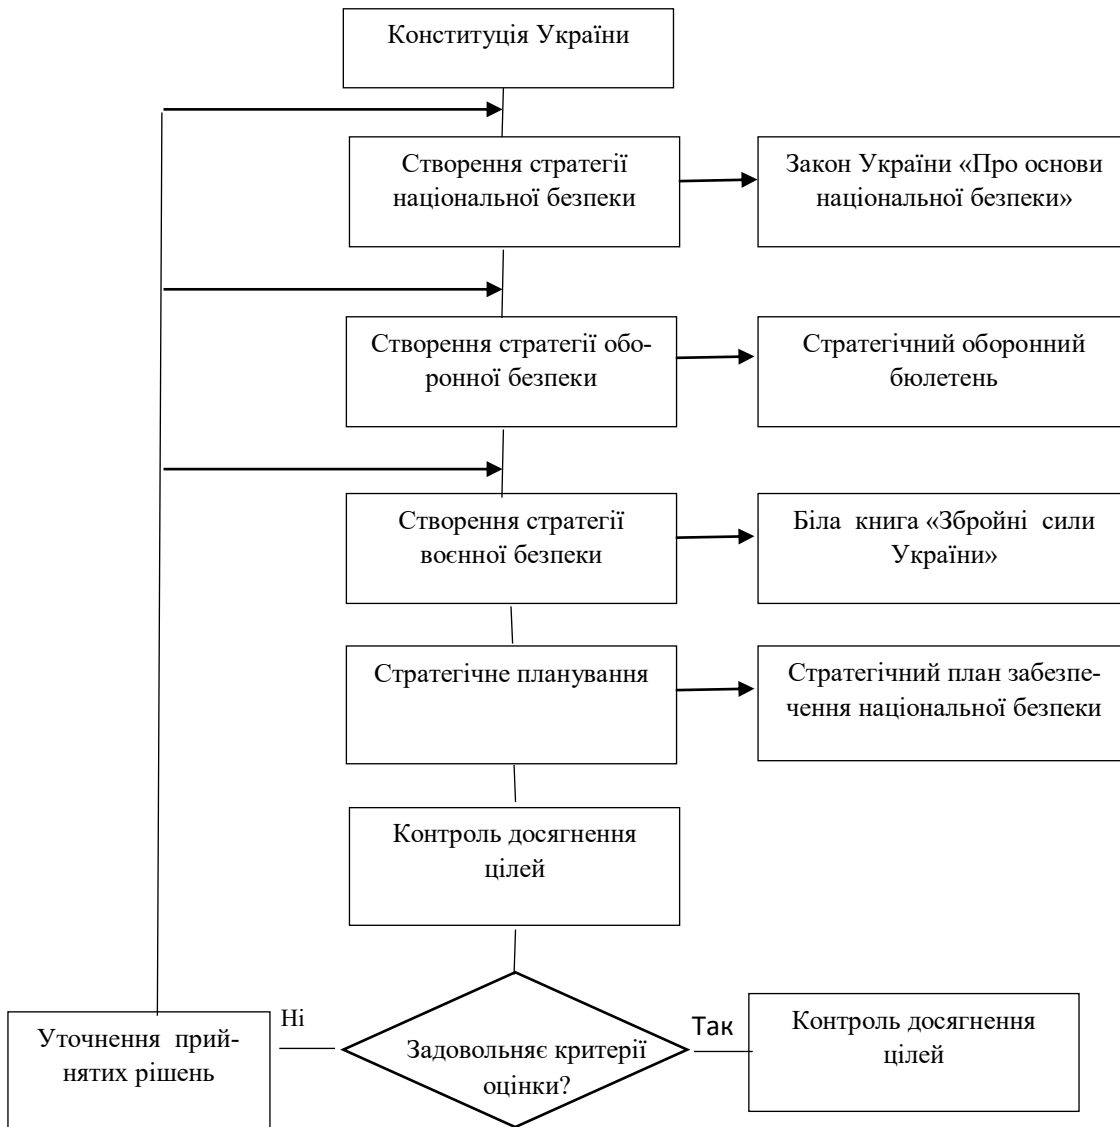 Конституція України
Створення стратегії
національної безпеки
Закон України «Про основи
національної безпеки»
Створення стратегії обо-
ронної безпеки
Стратегічний оборонний
бюлетень
Створення стратегії
воєнної безпеки
Біла книга «Збройні сили
України»
Стратегічне планування
Стратегічний план забезпе-
чення національної безпеки
Контроль досягнення
цілей
Уточнення прий-
нятих рішень
Ні
Задовольняє критерії
оцінки?
Так
Контроль досягнення
цілей